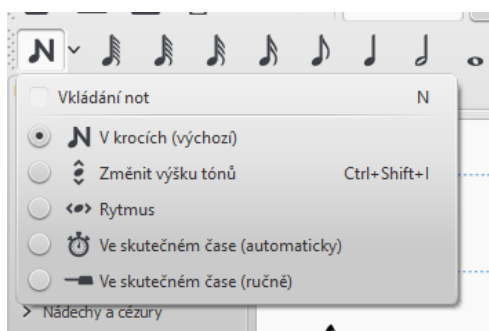 Vkládání not N
V krocích (výchozí)
Změnit výšku tónů Ctrl+Shift+I
Rytmus
Ve skutečném čase (automaticky)
Ve skutečném čase (ručně)
> Nádechy a cézury